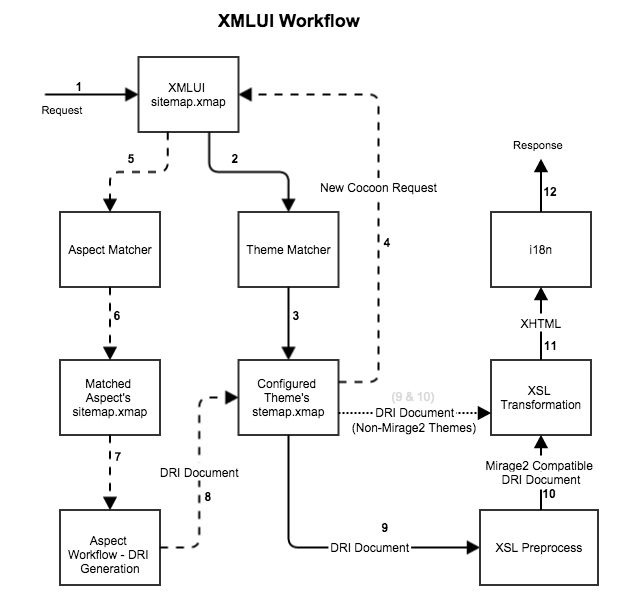 XMLUI Workflow
1
Request
XMLUI
sitemap.xmap
5
2
New Cocoon Request
4
Response
12
Aspect Matcher
Theme Matcher
i18n
6
3
XHTML
11
Matched
Aspect's
sitemap.xmap
Configured
Theme's
stemap.xmap
(9 & 10)
DRI Document
(Non-Mirage2 Themes)
XSL
Transformation
7
DRI Document
8
Mirage2 Compatible
DRI Document
10
9
DRI Document
Aspect
Workflow - DRI
Generation
XSL Preprocess